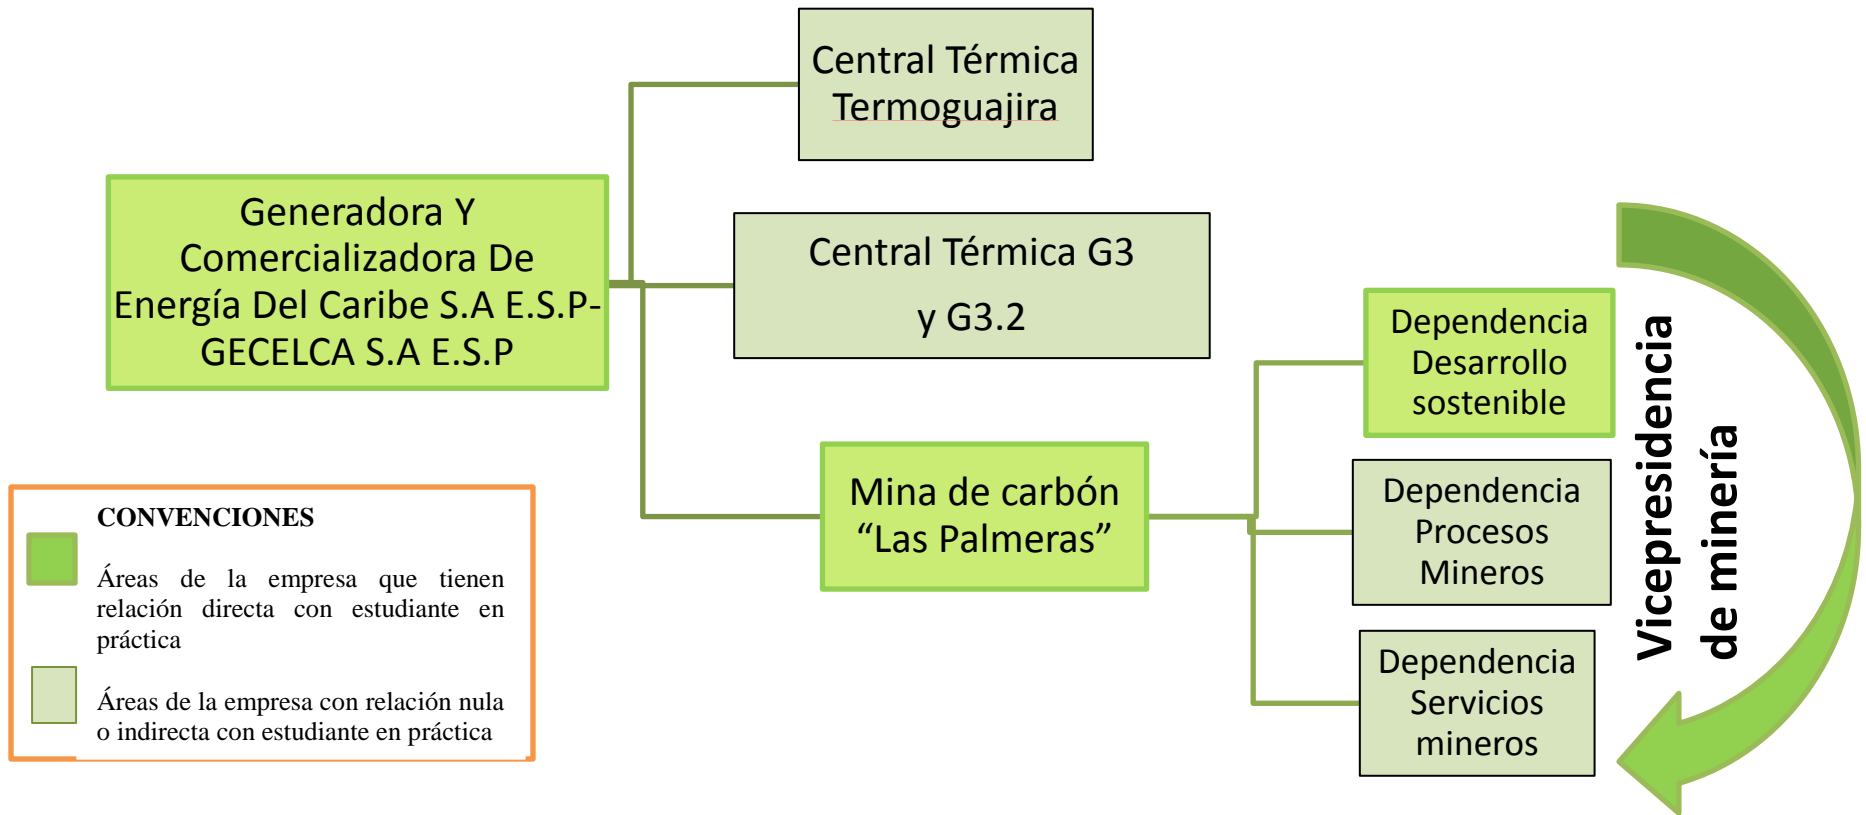 Central Térmica
Termoguajira
Generadora Y
Comercializadora De
Energía Del Caribe S.A E.S.P-
GECELCA S.A E.S.P
Central Térmica G3
y G3.2
Mina de carbón
“Las Palmeras”
Dependencia
Desarrollo
sostenible
Dependencia
Procesos
Mineros
Dependencia
Servicios
mineros
Vicepresidencia
de minería
CONVENCIONES
Áreas de la empresa que tienen
relación directa con estudiante en
práctica
Áreas de la empresa con relación nula
o indirecta con estudiante en práctica